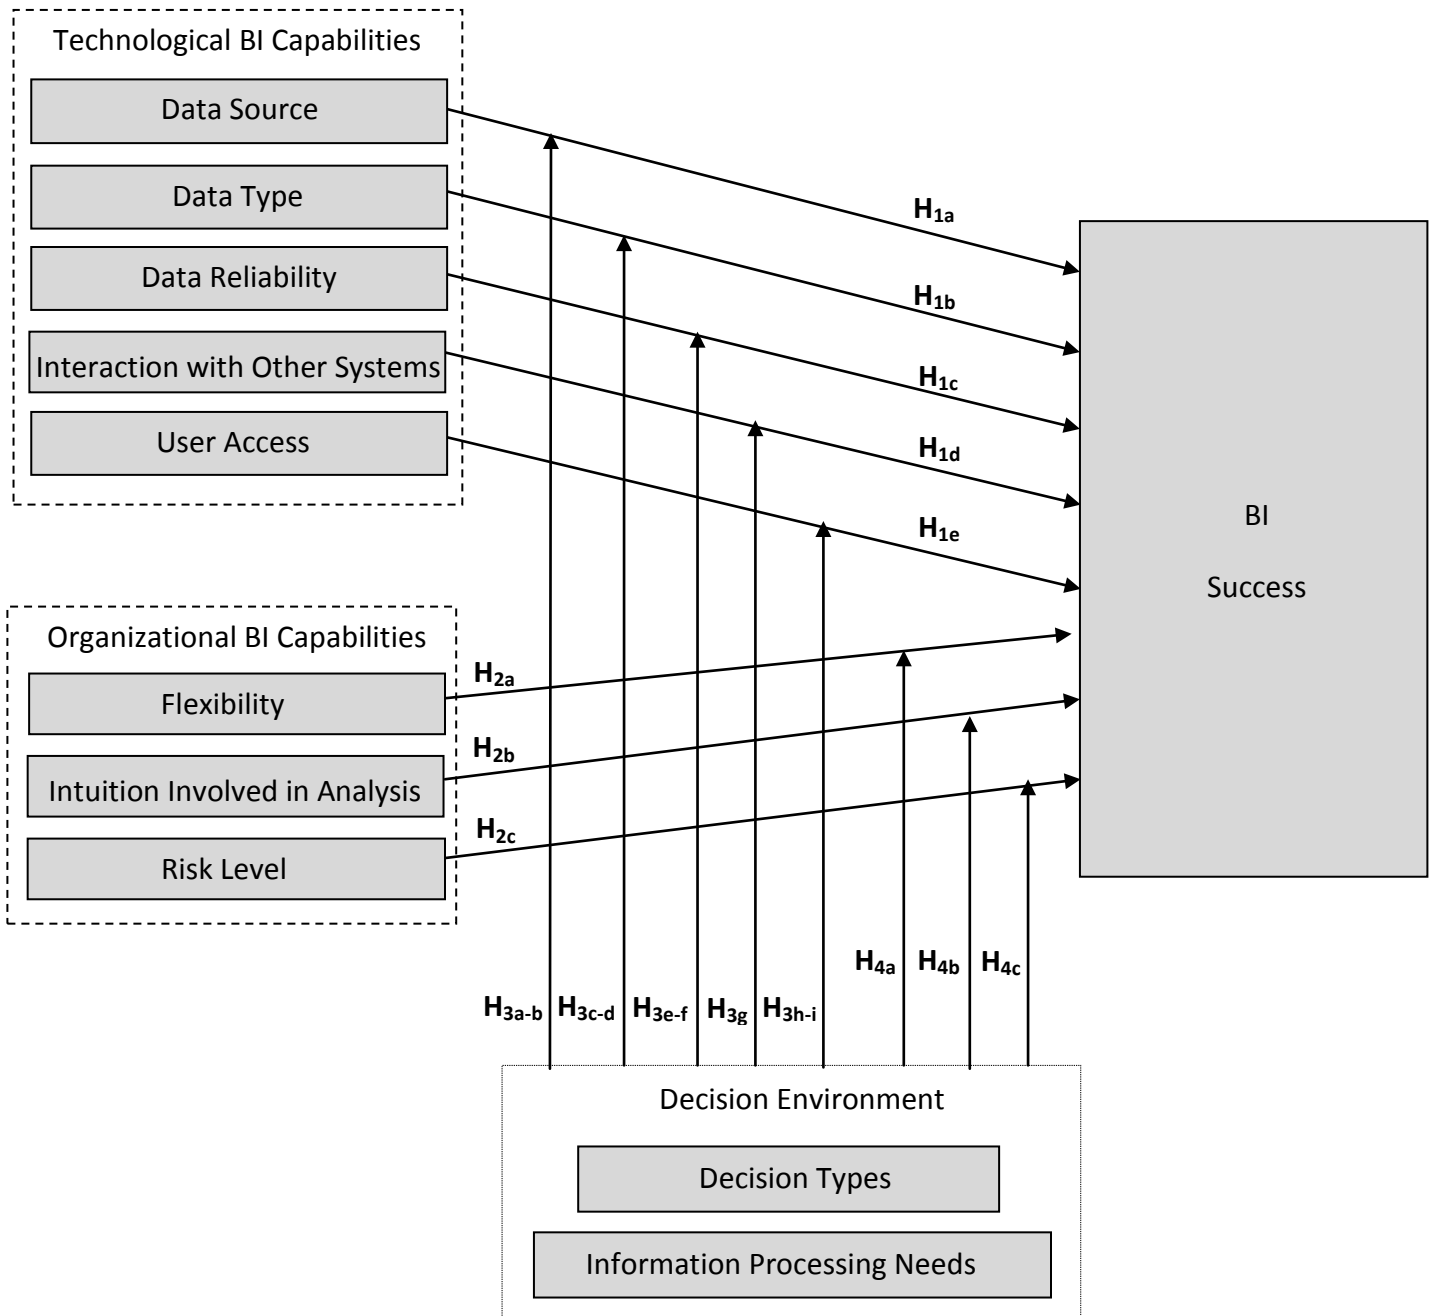 Technological BI Capabilities
Data Source
Data Type
Data Reliability
Interaction with Other Systems
User Access
H1a
H1b
H1c
H1d
H1e
BI
Success
Organizational BI Capabilities
Flexibility
Intuition Involved in Analysis
Risk Level
H2a
H2b
H2c
H3a-b
H3c-d
H3e-f
H3g
H3h-i
H4a
H4b
H4c
Decision Environment
Decision Types
Information Processing Needs